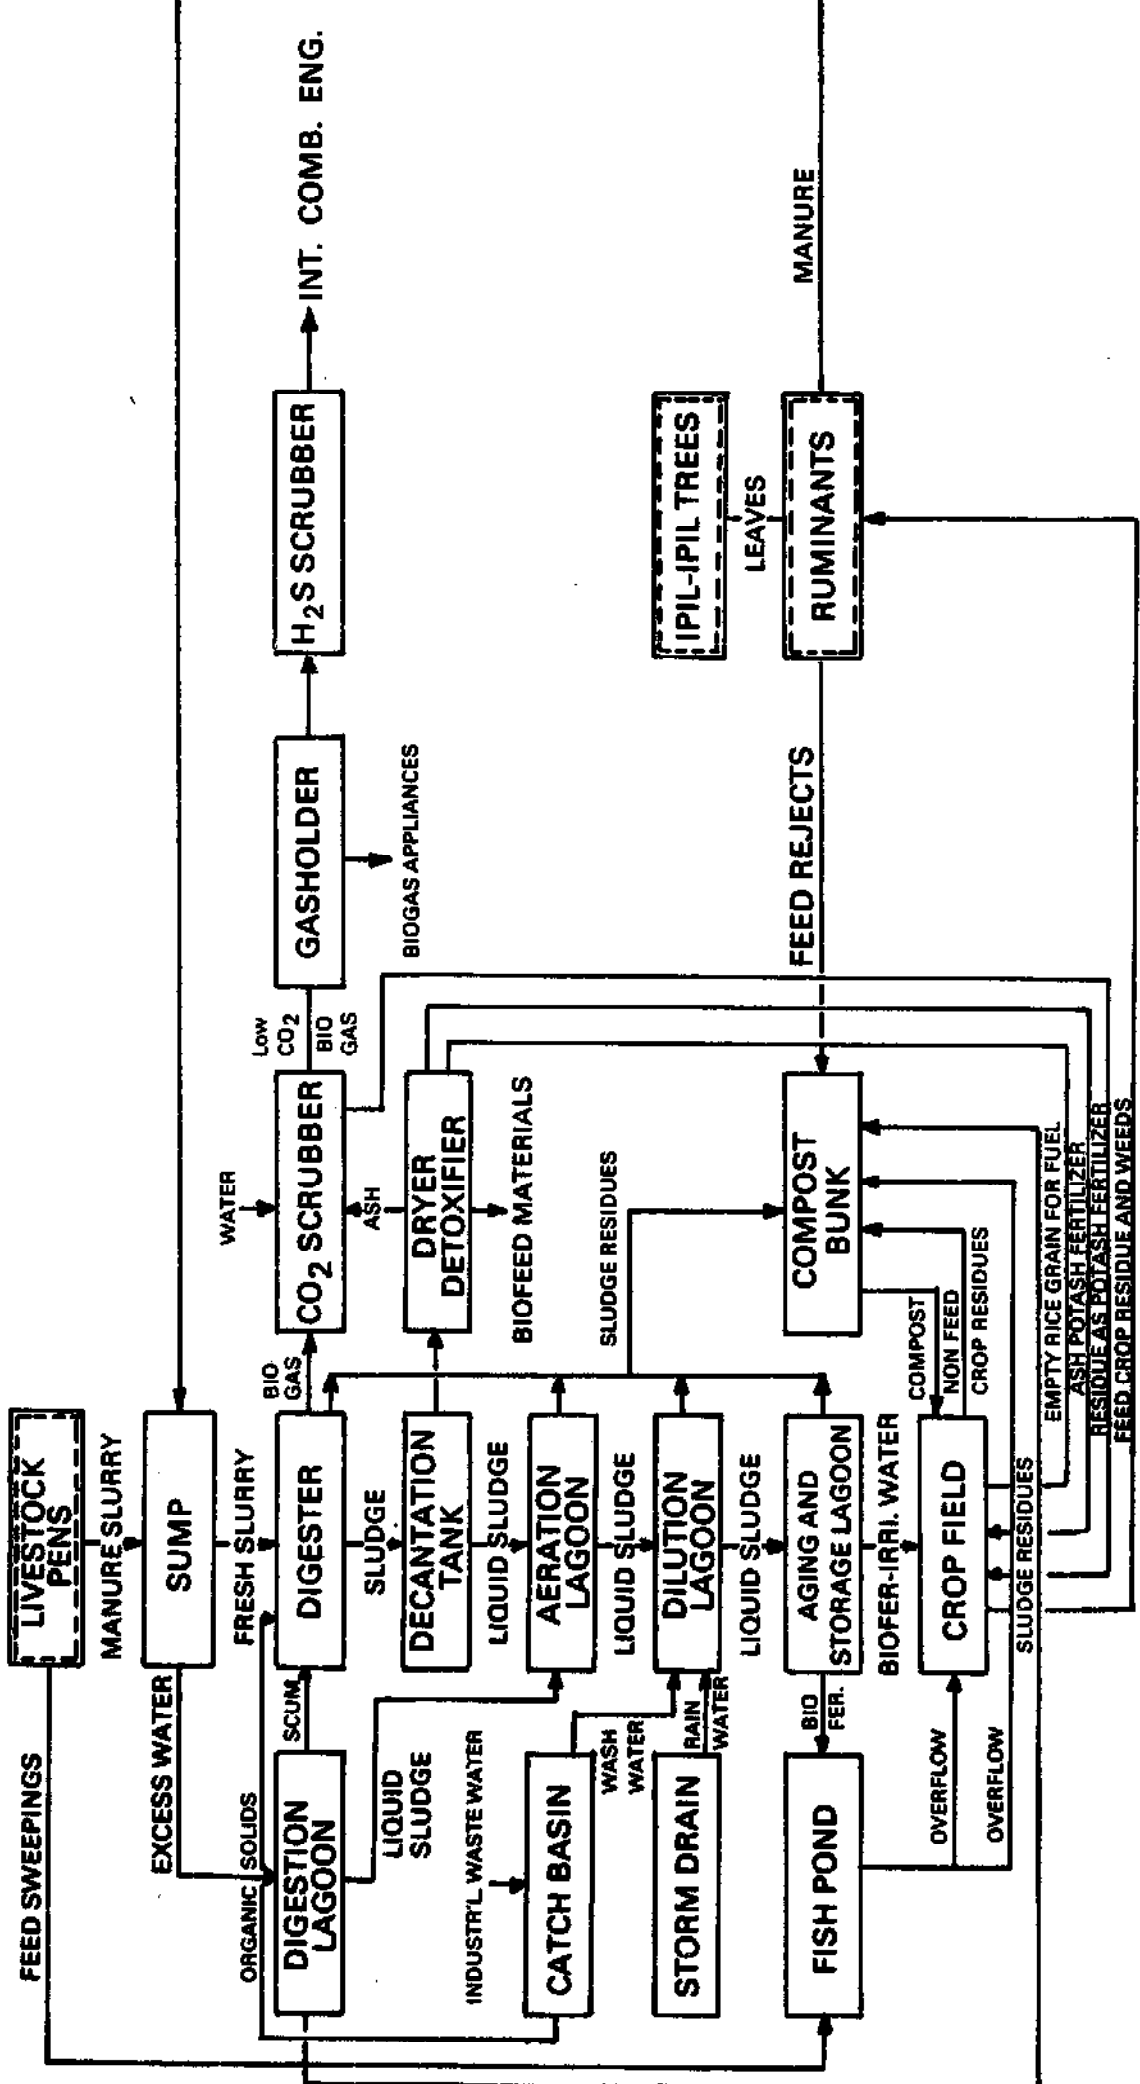 LIVESTOCK
PENS
FEED SWEEPINGS
MANURE SLURRY
SUMP
EXCESS WATER
FRESH SLURRY
ORGANIC SOLIDS
DIGESTION
LAGOON
SCUM
DIGESTER
BIO
GAS
WATER
CO2 SCRUBBER
Low
CO2
BIO
GAS
GASHOLDER
H2S SCRUBBER
INT. COMB. ENG.
BIOGAS APPLIANCES
LIQUID
SLUDGE
SLUDGE
ASH
DECANTATION
TANK
DRYER
DETOXIFIER
BIOFEED MATERIALS
INDUSTR'L WASTE WATER
LIQUID SLUDGE
CATCH BASIN
AERATION
LAGOON
WASH
WATER
LIQUID SLUDGE
SLUDGE RESIDUES
STORM DRAIN
RAIN
WATER
DILUTION
LAGOON
IPIL-IPIL TREES
LEAVES
LIQUID SLUDGE
FISH POND
BIO
FER.
AGING AND
STORAGE LAGOON
COMPOST
BUNK
FEED REJECTS
RUMINANTS
MANURE
BIOFER-IRRI. WATER
COMPOST
OVERFLOW
CROP FIELD
NON FEED
CROP RESIDUES
OVERFLOW
SLUDGE RESIDUES
EMPTY RICE GRAIN FOR FUEL
ASH POTASH FERTILIZER
RESIDUE AS POTASH FERTILIZER
FEED CROP RESIDUE AND WEEDS